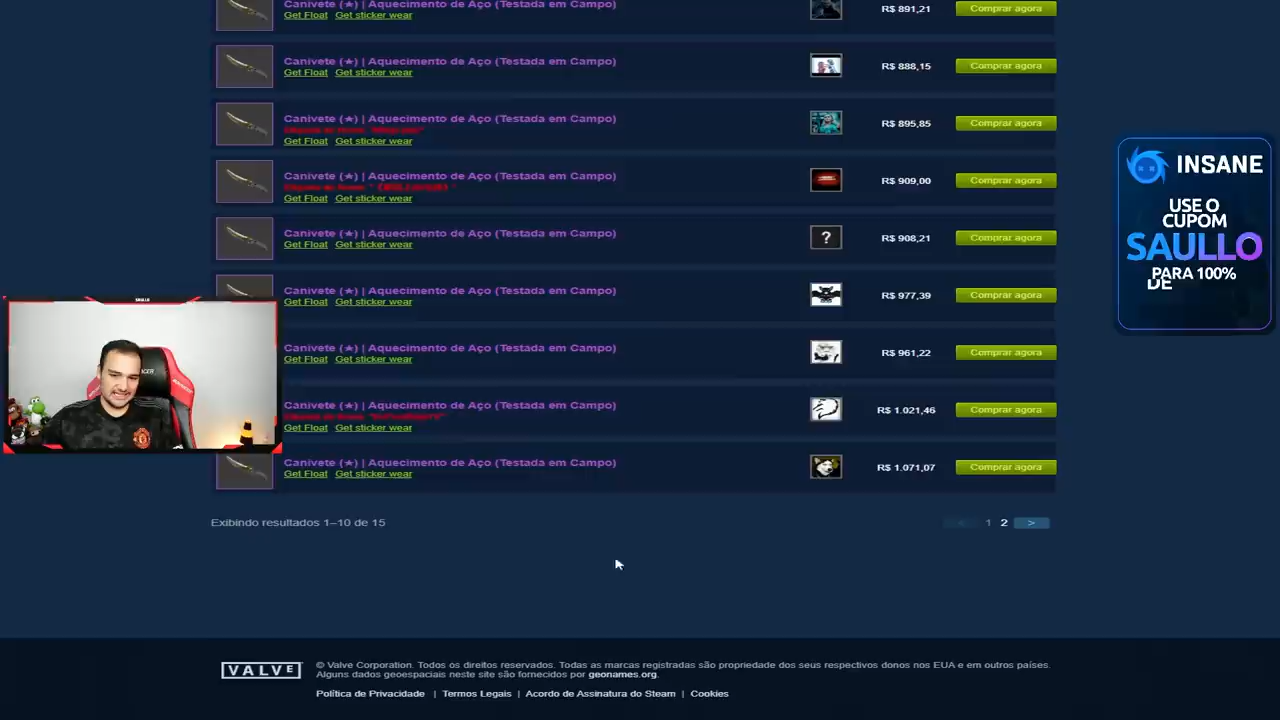 Canivete (★) | Aquecimento de Aço (Testada em Campo)
Get Float Get sticker wear
R$ 891,21
Comprar agora
Canivete (★) | Aquecimento de Aço (Testada em Campo)
Get Float Get sticker wear
R$ 888,15
Comprar agora
Canivete (★) | Aquecimento de Aço (Testada em Campo)
Get Float Get sticker wear
R$ 895,85
Comprar agora
Canivete (★) | Aquecimento de Aço (Testada em Campo)
Get Float Get sticker wear
R$ 909,00
Comprar agora
Canivete (★) | Aquecimento de Aço (Testada em Campo)
Get Float Get sticker wear
?
R$ 908,21
Comprar agora
Canivete (★) | Aquecimento de Aço (Testada em Campo)
Get Float Get sticker wear
R$ 977,39
Comprar agora
Canivete (★) | Aquecimento de Aço (Testada em Campo)
Get Float Get sticker wear
R$ 961,22
Comprar agora
Canivete (★) | Aquecimento de Aço (Testada em Campo)
Get Float Get sticker wear
R$ 1.021,46
Comprar agora
Canivete (★) | Aquecimento de Aço (Testada em Campo)
Get Float Get sticker wear
R$ 1.071,07
Comprar agora
Exibindo resultados 1–10 de 15
< 1 2 >
INSANE
USE O
CUPOM
SAULLO
PARA 100%
DE
SAULLO
VALVE
© Valve Corporation. Todos os direitos reservados. Todas as marcas registradas são propriedade dos seus respectivos donos nos EUA e em outros países.
Alguns dados geoespaciais neste site são fornecidos por geonames.org.
Política de Privacidade | Termos Legais | Acordo de Assinatura do Steam | Cookies